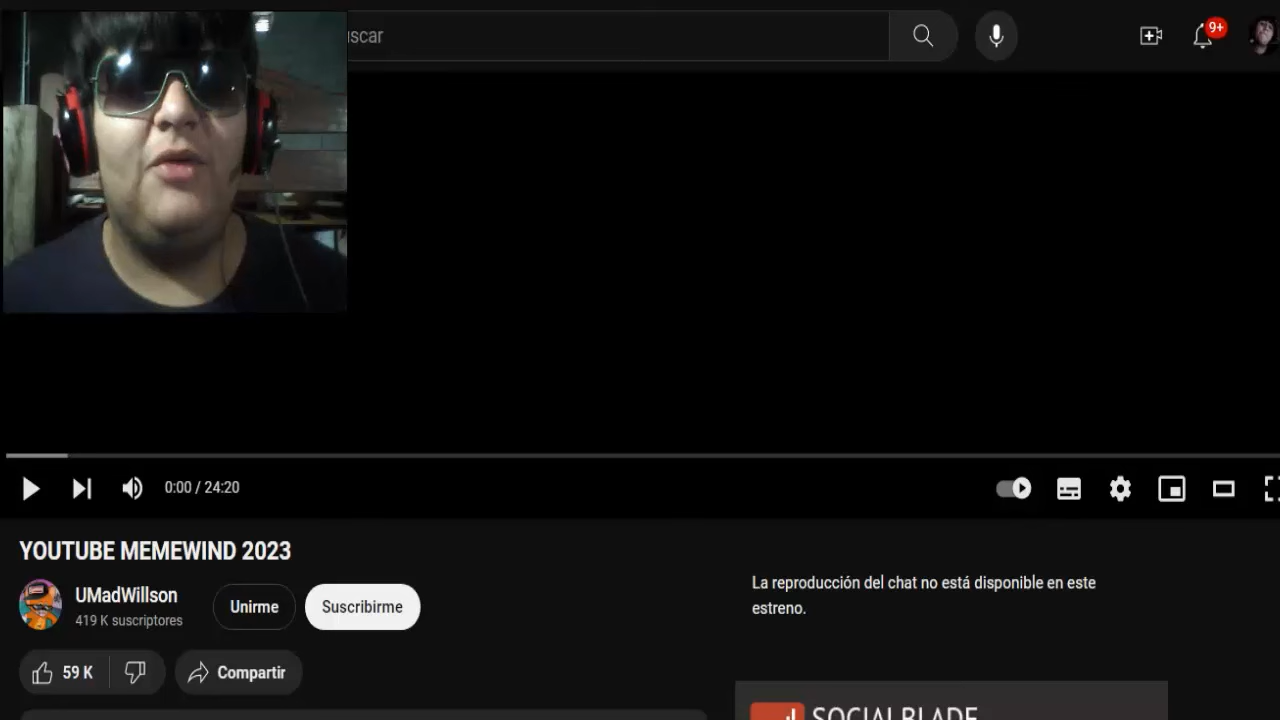 uscar
9+
0:00 / 24:20
YOUTUBE MEMEWIND 2023
UMadWillson
419 K suscriptores
Unirme
Suscribirme
La reproducción del chat no está disponible en este
estreno.
59 K
Compartir
SOCIALBLADE